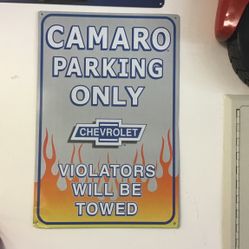 CAMARO
PARKING
ONLY
CHEVROLET
VIOLATORS
WILL BE
TOWED